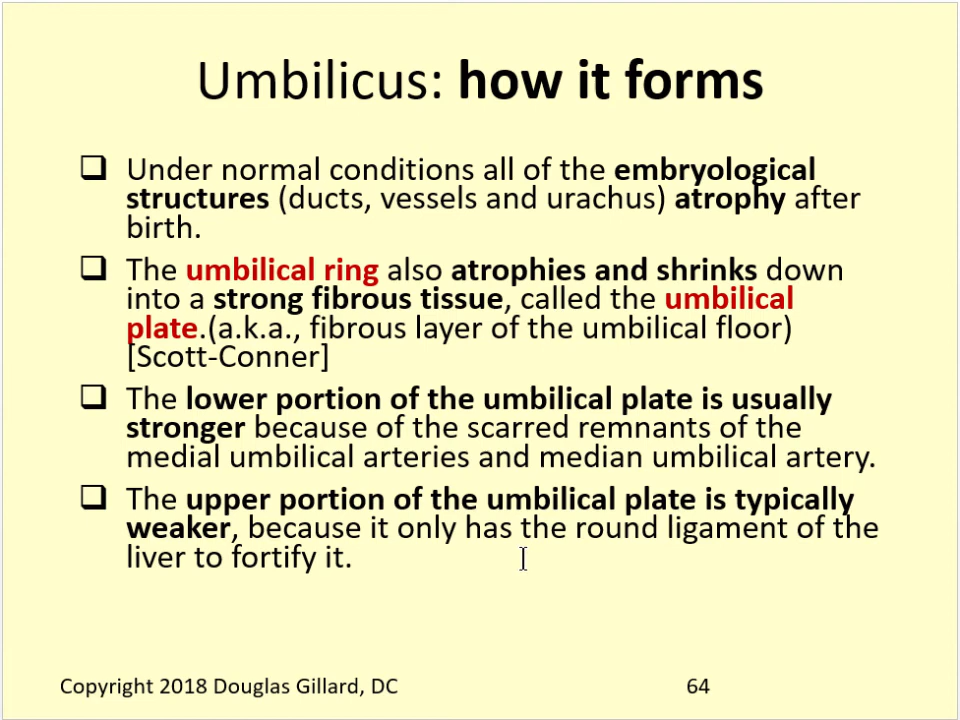 Umbilicus: how it forms
Under normal conditions all of the embryological
structures (ducts, vessels and urachus) atrophy after
birth.
The umbilical ring also atrophies and shrinks down
into a strong fibrous tissue, called the umbilical
plate.(a.k.a., fibrous layer of the umbilical floor)
[Scott-Conner]
The lower portion of the umbilical plate is usually
stronger because of the scarred remnants of the
medial umbilical arteries and median umbilical artery.
The upper portion of the umbilical plate is typically
weaker, because it only has the round ligament of the
liver to fortify it.
Copyright 2018 Douglas Gillard, DC
64